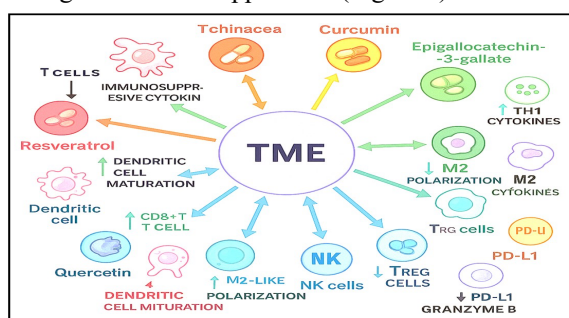 Tchinacea
Curcumin
Epigallocatechin-
-3-gallate
T CELLS
IMMUNOSUPPR-
ESIVE CYTOKIN
↑ TH1
CYTOKINES
Resveratrol
TME
↑ DENDRITIC
CELL
MATURATION
↓ M2
POLARIZATION
M2
CYFOKINES
Dendritic
cell
↑ CD8+T
T CELL
TRG cells
PD-U
PD-L1
Quercetin
4
DENDRITIC
CELL MITURATION
↑ M2-LIKE
POLARIZATION
NK
NK cells
↓ TREG
CELLS
↓ PD-L1
GRANZYME B